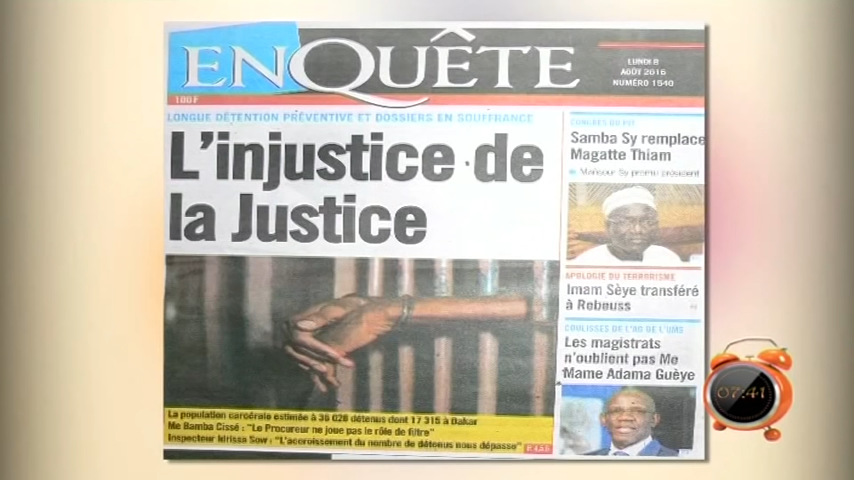 ENQUÊTE
LUNDI 8
AOÛT 2016
NUMÉRO 1540
100 F
LONGUE DÉTENTION PRÉVENTIVE ET DOSSIERS EN SOUFFRANCE
L'injustice de
la Justice
La population carcérale estimée à 36 028 détenus dont 17 315 à Dakar
Me Bamba Cissé : "Le Procureur ne joue pas le rôle de filtre"
Inspecteur Idrissa Sow : "L'accroissement du nombre de détenus nous dépasse"
CONGRÈS DU PIT
Samba Sy remplace
Magatte Thiam
Mansour Sy promu président
APOLOGIE DU TERRORISME
Imam Sèye transféré
à Rebeuss
COULISSES DE L'AG DE L'UMS
Les magistrats
n'oublient pas Me
Mame Adama Guèye
07:41